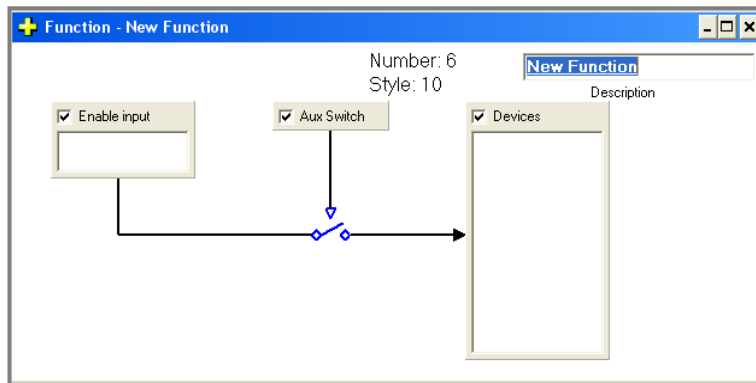 Function - New Function
Number: 6
New Function
Style: 10
Description
Enable input
Aux Switch
Devices